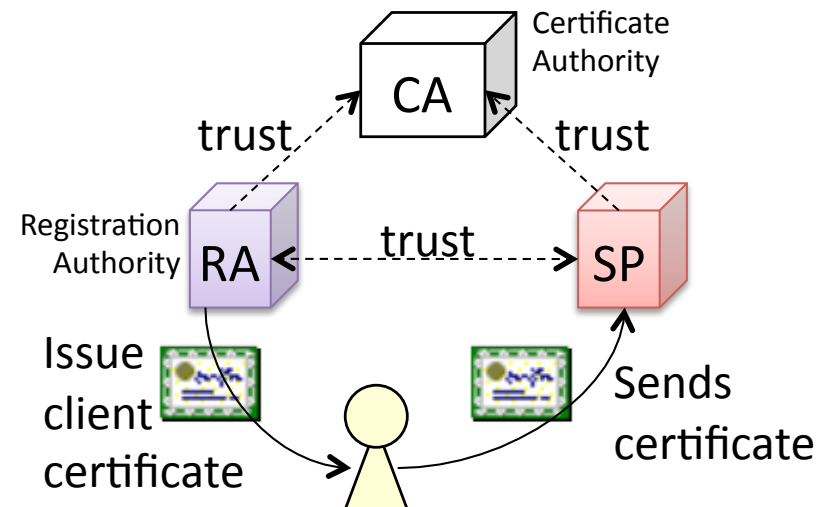 Certificate
Authority
CA
trust
trust
Registration
Authority
RA
trust
SP
Issue
client
certificate
Sends
certificate